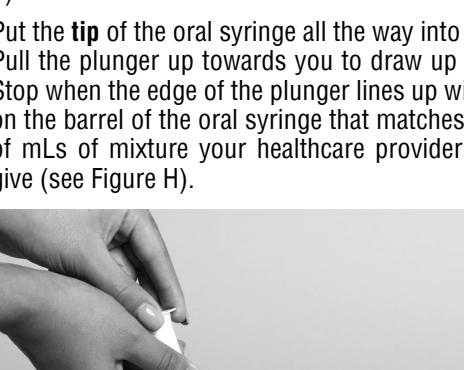 Put the tip of the oral syringe all the way into
Pull the plunger up towards you to draw up
Stop when the edge of the plunger lines up wi
on the barrel of the oral syringe that matches
of mLs of mixture your healthcare provider
give (see Figure H).